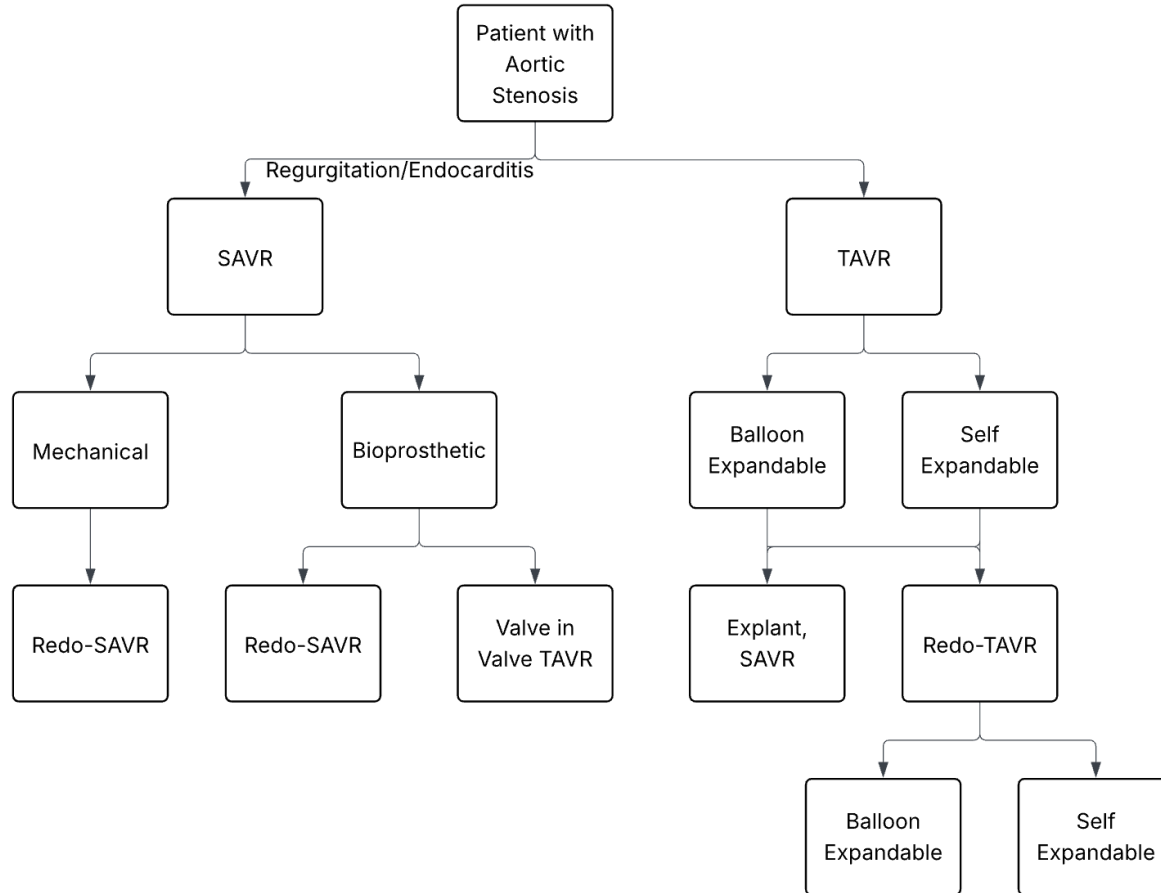 Patient with
Aortic
Stenosis
Regurgitation/Endocarditis
SAVR
TAVR
Mechanical
Bioprosthetic
Balloon
Expandable
Self
Expandable
Redo-SAVR
Redo-SAVR
Valve in
Valve TAVR
Explant,
SAVR
Redo-TAVR
Balloon
Expandable
Self
Expandable